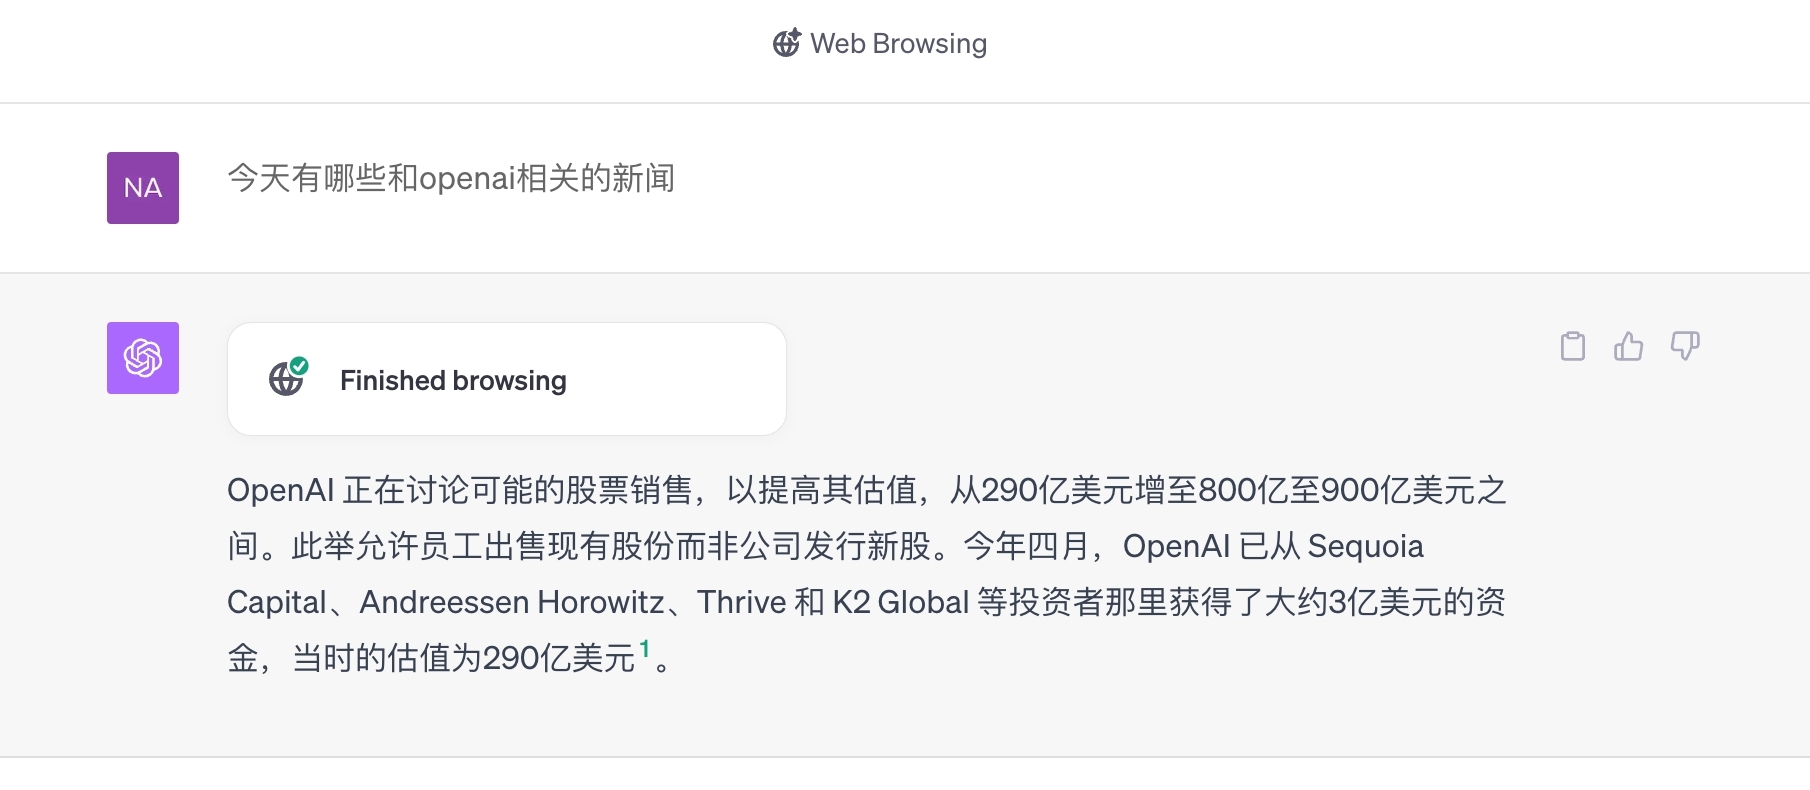 Web Browsing
NA
今天有哪些和openai相关的新闻
Finished browsing
OpenAI 正在讨论可能的股票销售，以提高其估值，从290亿美元增至800亿至900亿美元之
间。此举允许员工出售现有股份而非公司发行新股。今年四月，OpenAI 已从 Sequoia
Capital、Andreessen Horowitz、Thrive 和 K2 Global 等投资者那里获得了大约3亿美元的资
金，当时的估值为290亿美元1。